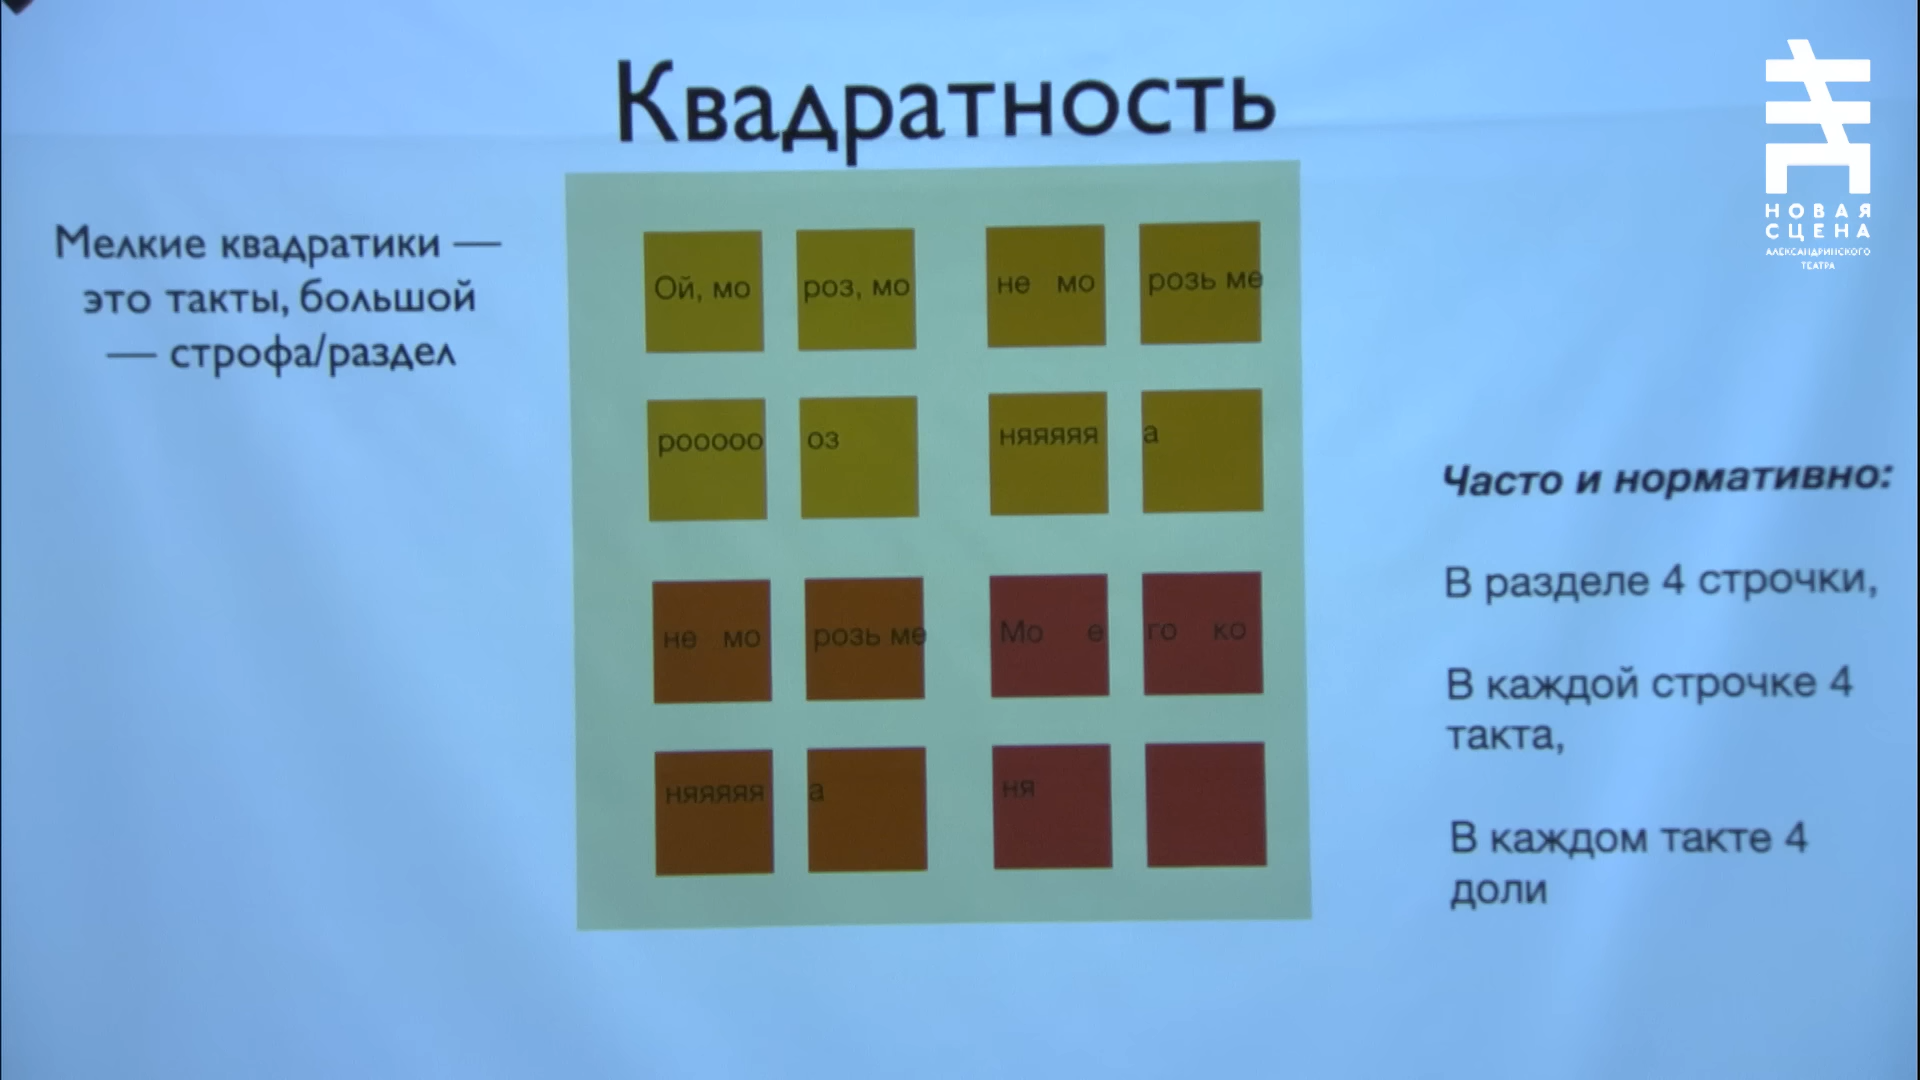 Квадратность
Мелкие квадратики —
это такты, большой
— строфа/раздел
Ой, мо
роз, мо
не мо
розь ме
рооооо
оз
няяяяя
а
не мо
розь ме
Мо е
го ко
няяяяя
а
ня
Часто и нормативно:
В разделе 4 строчки,
В каждой строчке 4
такта,
В каждом такте 4
доли
НОВАЯ
СЦЕНА
АЛЕКСАНДРИНСКОГО
ТЕАТРА